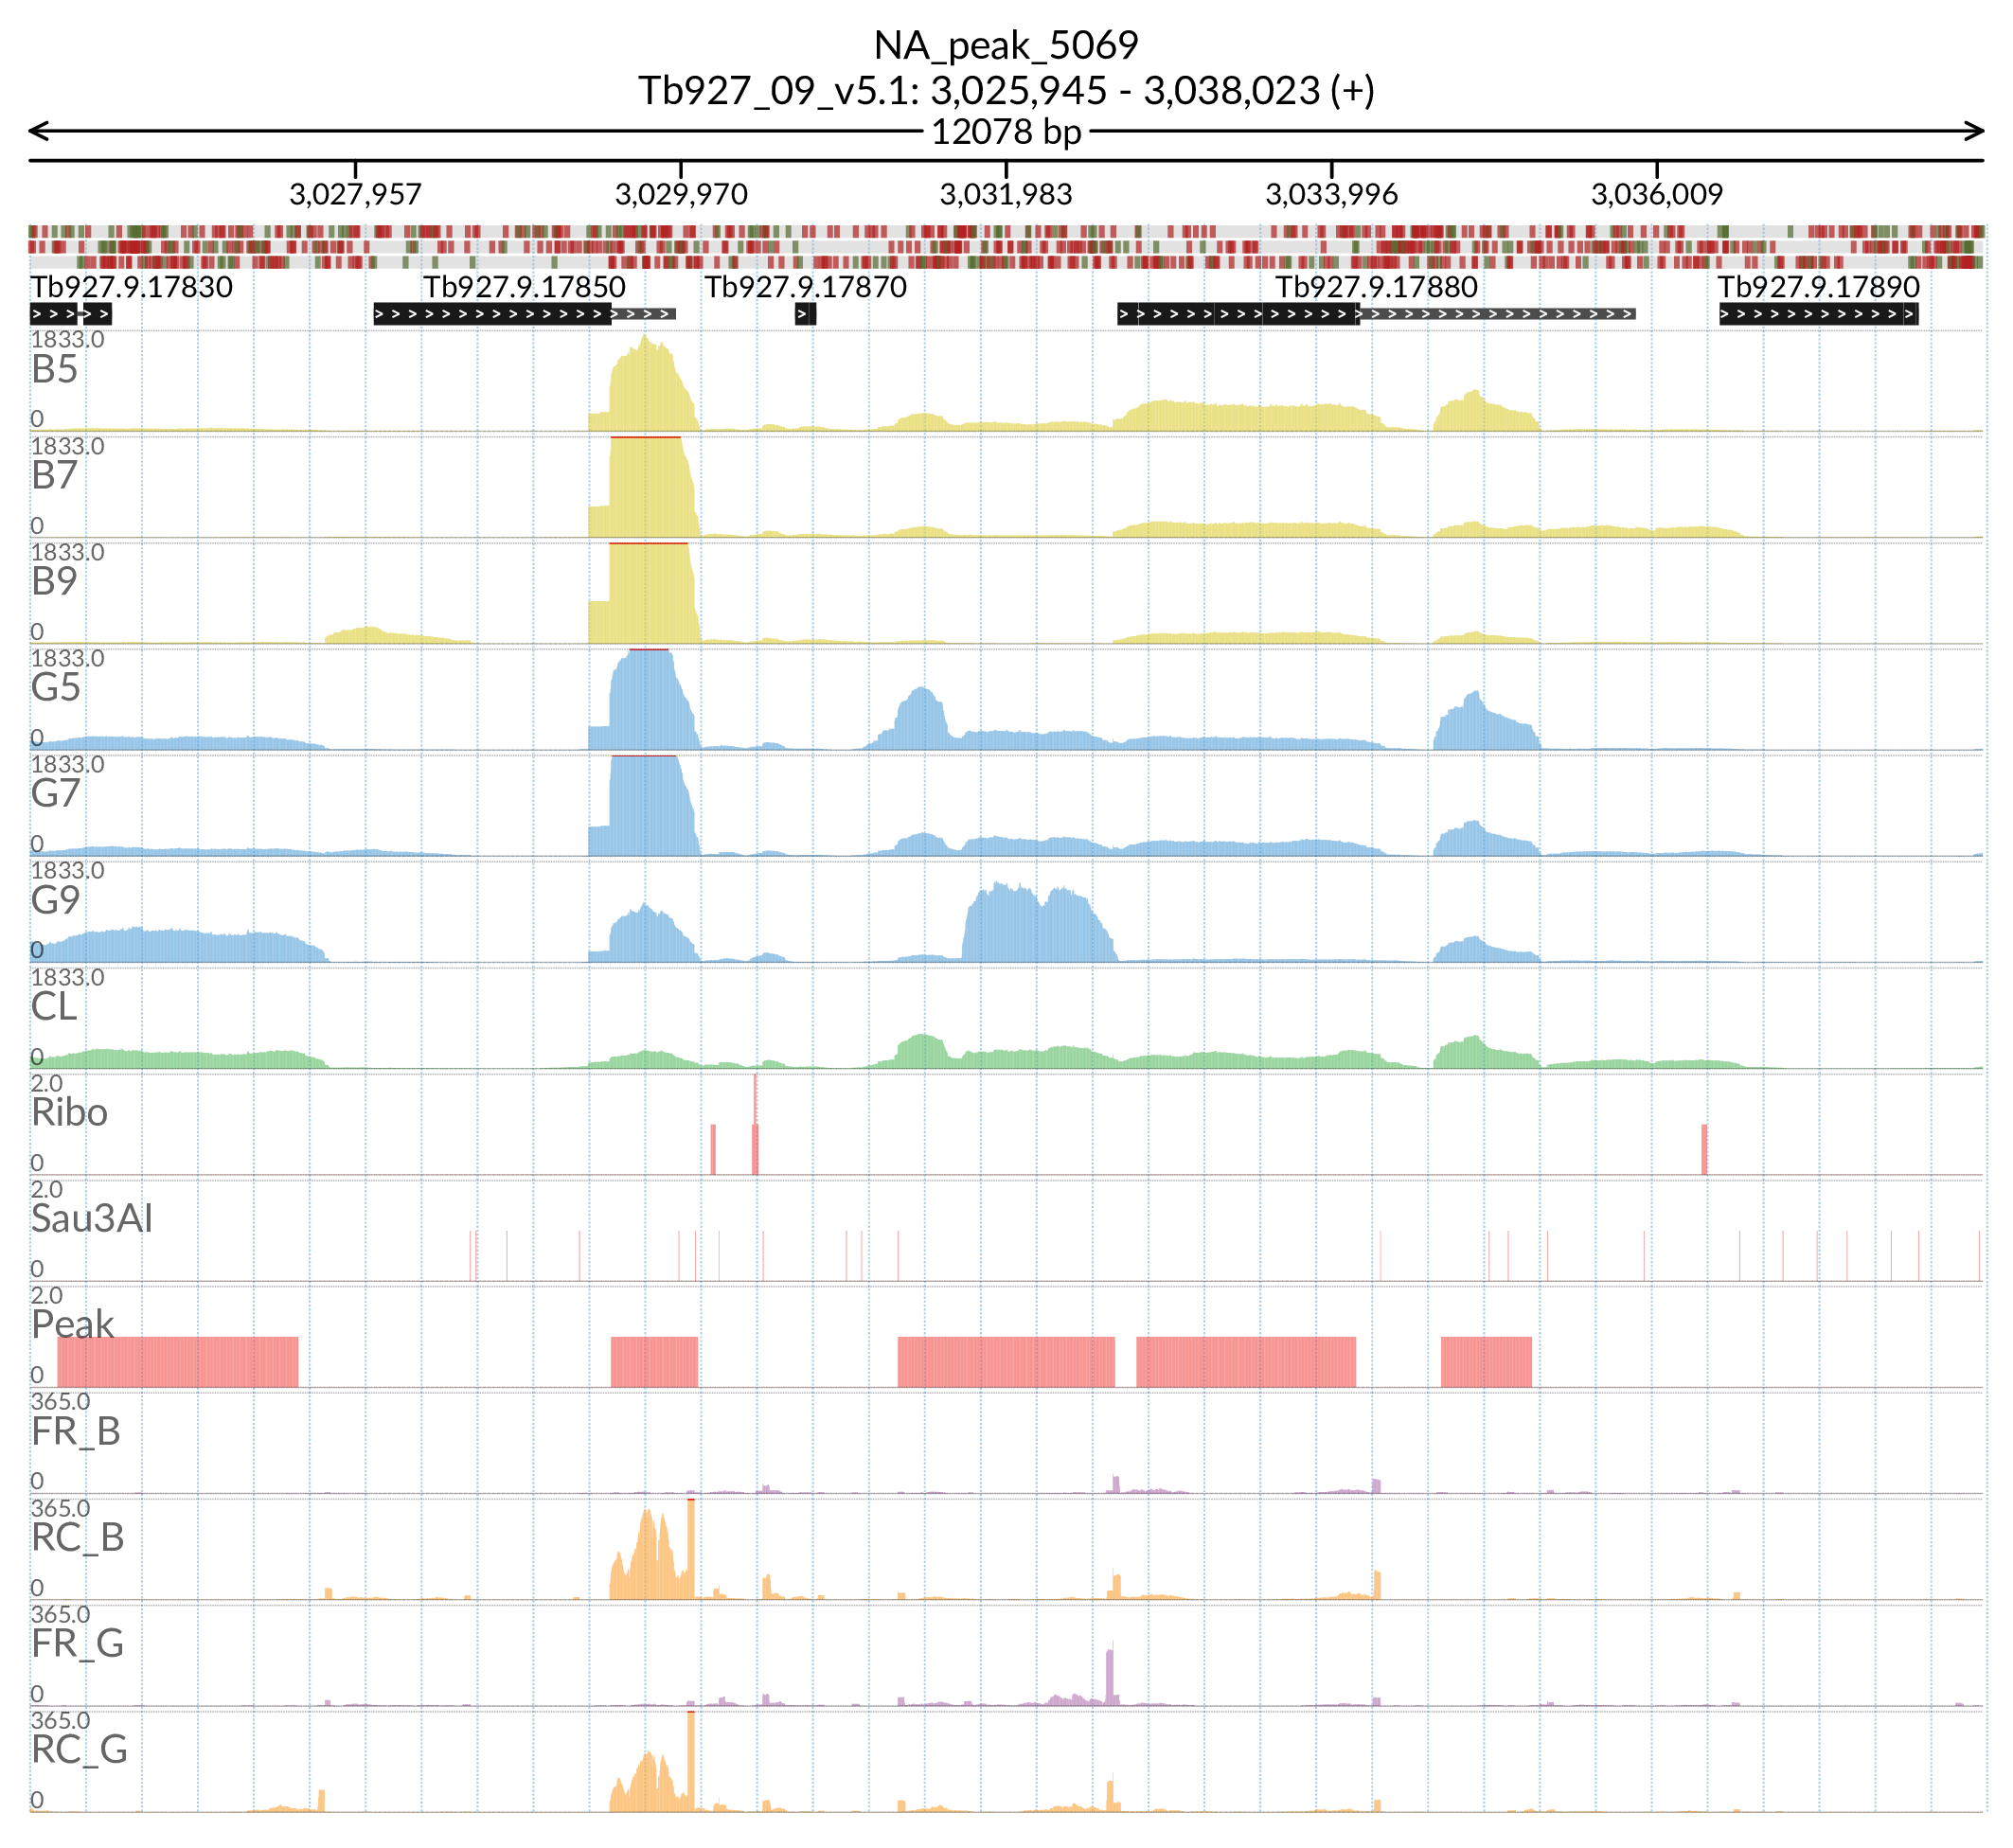 NA_peak_5069
Tb927_09_v5.1: 3,025,945 - 3,038,023 (+)
12078 bp
3,027,957 3,029,970 3,031,983 3,033,996 3,036,009
Tb927.9.17830 Tb927.9.17850 Tb927.9.17870 Tb927.9.17880 Tb927.9.17890
1833.0
B5
0
1833.0
B7
0
1833.0
B9
0
1833.0
G5
0
1833.0
G7
0
1833.0
G9
0
1833.0
CL
0
2.0
Ribo
0
2.0
Sau3AI
0
2.0
Peak
0
365.0
FR_B
0
365.0
RC_B
0
365.0
FR_G
0
365.0
RC_G
0